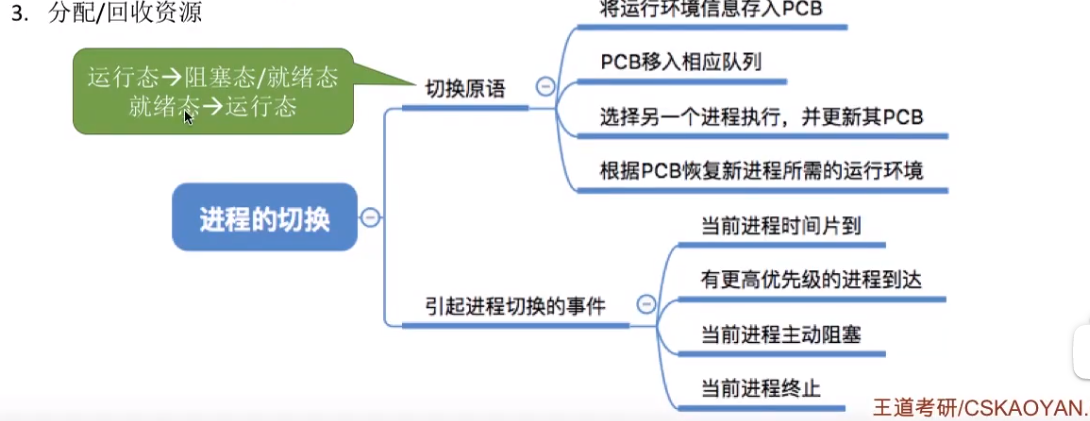 3. 分配/回收资源
运行态→阻塞态/就绪态
就绪态→运行态
切换原语
将运行环境信息存入PCB
PCB移入相应队列
选择另一个进程执行，并更新其PCB
根据PCB恢复新进程所需的运行环境
进程的切换
引起进程切换的事件
当前进程时间片到
有更高优先级的进程到达
当前进程主动阻塞
当前进程终止
王道考研/CSKAOYAN.